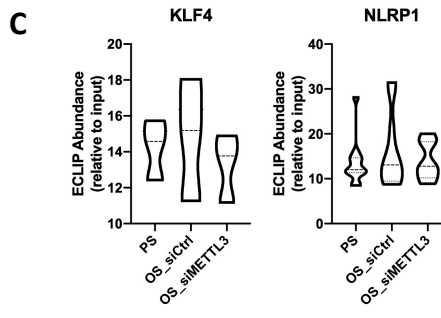 C
KLF4
NLRP1
ECLIP Abundance
(relative to input)
20
18
16
14
12
10
PS
OS_siCtrl
OS_siMETTL3
ECLIP Abundance
(relative to input)
40
30
20
10
0
PS
OS_siCtrl
OS_siMETTL3